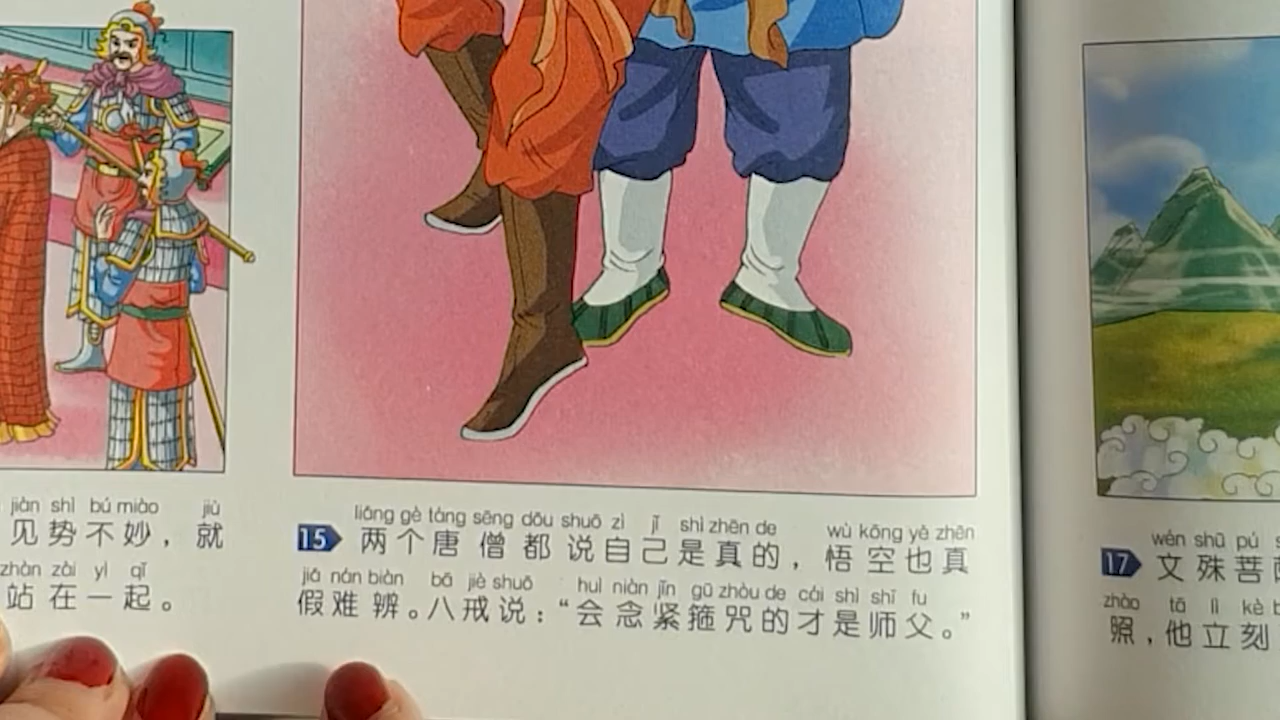 jiàn shì bú miào jiù
见势不妙，就
zhàn zài yì qǐ
站在一起。
liǎng gè táng sēng dōu shuō zì jǐ shì zhēn de wù kōng yě zhēn
15 两个唐僧都说自己是真的，悟空也真
jiǎ nán biàn bā jiè shuō huì niàn jǐn gū zhòu de cái shì shī fu
假难辨。八戒说：“会念紧箍咒的才是师父。”
wén shū pú
17 文殊菩
zhào tā lì kè
照，他立刻